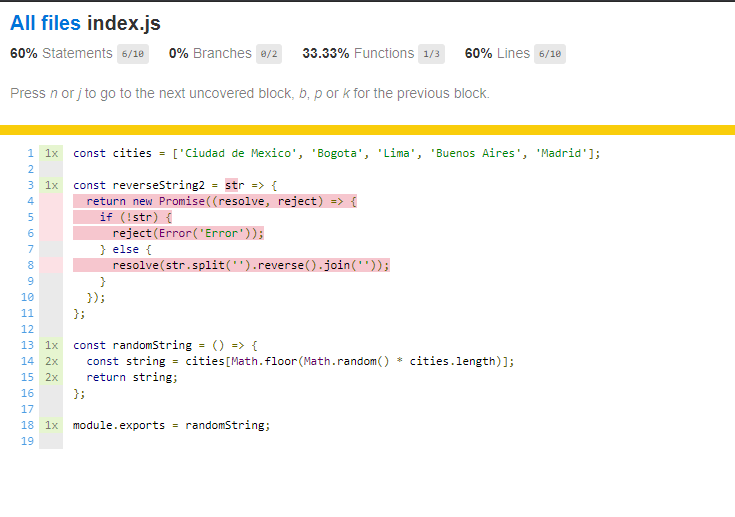 All files index.js
60% Statements 6/10 0% Branches 0/2 33.33% Functions 1/3 60% Lines 6/10
Press n or j to go to the next uncovered block, b, p or k for the previous block.
1 1x const cities = ['Ciudad de Mexico', 'Bogota', 'Lima', 'Buenos Aires', 'Madrid'];
2
3 1x const reverseString2 = str => {
4 return new Promise((resolve, reject) => {
5 if (!str) {
6 reject(Error('Error'));
7 } else {
8 resolve(str.split('').reverse().join(''));
9 }
10 });
11 };
12
13 1x const randomString = () => {
14 2x const string = cities[Math.floor(Math.random() * cities.length)];
15 2x return string;
16 };
17
18 1x module.exports = randomString;
19